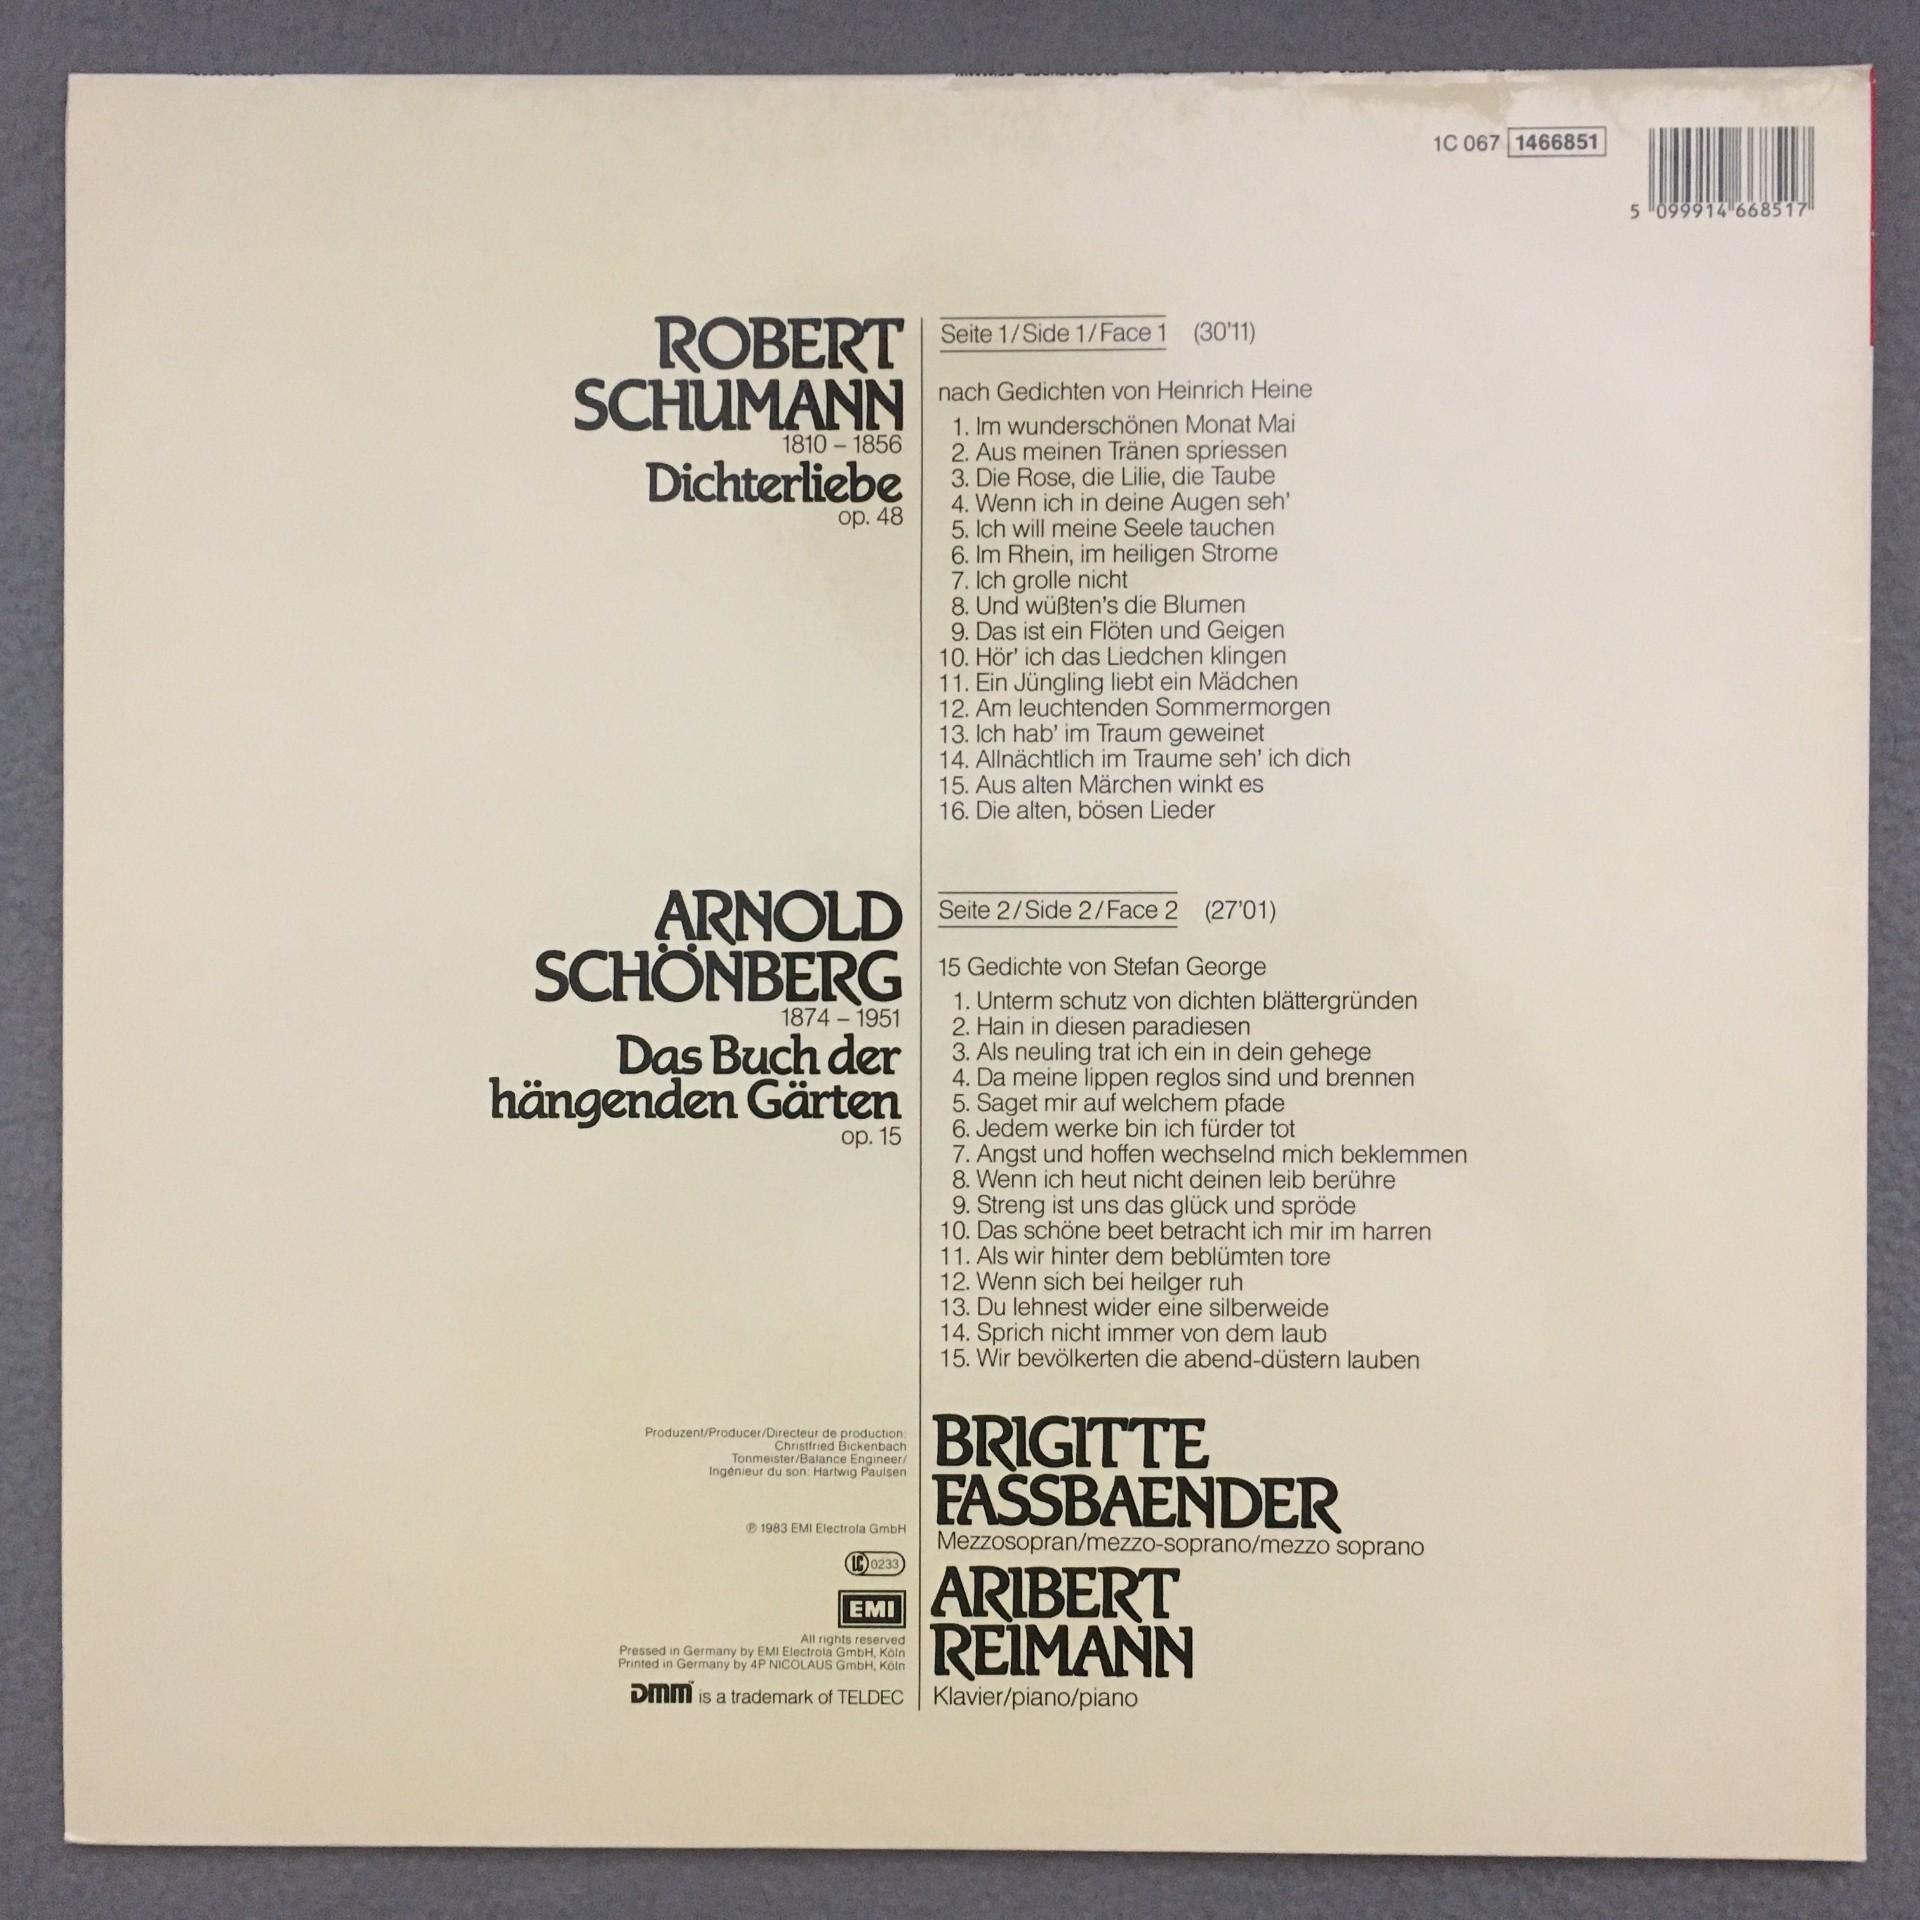 1C 067 1466851
5 099914 668517
ROBERT
SCHUMANN
1810 – 1856
Dichterliebe
op. 48
Seite 1/Side 1/Face 1 (30'11)
nach Gedichten von Heinrich Heine
1. Im wunderschönen Monat Mai
2. Aus meinen Tränen spriessen
3. Die Rose, die Lilie, die Taube
4. Wenn ich in deine Augen seh'
5. Ich will meine Seele tauchen
6. Im Rhein, im heiligen Strome
7. Ich grolle nicht
8. Und wüßten's die Blumen
9. Das ist ein Flöten und Geigen
10. Hör' ich das Liedchen klingen
11. Ein Jüngling liebt ein Mädchen
12. Am leuchtenden Sommermorgen
13. Ich hab' im Traum geweinet
14. Allnächtlich im Traume seh' ich dich
15. Aus alten Märchen winkt es
16. Die alten, bösen Lieder
ARNOLD
SCHÖNBERG
1874 – 1951
Das Buch der
hängenden Gärten
op. 15
Seite 2/Side 2/Face 2 (27'01)
15 Gedichte von Stefan George
1. Unterm schutz von dichten blättergründen
2. Hain in diesen paradiesen
3. Als neuling trat ich ein in dein gehege
4. Da meine lippen reglos sind und brennen
5. Saget mir auf welchem pfade
6. Jedem werke bin ich fürder tot
7. Angst und hoffen wechselnd mich beklemmen
8. Wenn ich heut nicht deinen leib berühre
9. Streng ist uns das glück und spröde
10. Das schöne beet betracht ich mir im harren
11. Als wir hinter dem beblümten tore
12. Wenn sich bei heilger ruh
13. Du lehnest wider eine silberweide
14. Sprich nicht immer von dem laub
15. Wir bevölkerten die abend-düstern lauben
Produzent/Producer/Directeur de production:
Christfried Bickenbach
Tonmeister/Balance Engineer/
Ingénieur du son: Hartwig Paulsen
℗ 1983 EMI Electrola GmbH
LC 0233
EMI
All rights reserved
Pressed in Germany by EMI Electrola GmbH, Köln
Printed in Germany by 4P NICOLAUS GmbH, Köln
DMM™ is a trademark of TELDEC
BRIGITTE
FASSBAENDER
Mezzosopran/mezzo-soprano/mezzo soprano
ARIBERT
REIMANN
Klavier/piano/piano